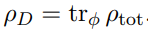 ρ_D = tr_ϕ ρ_tot.